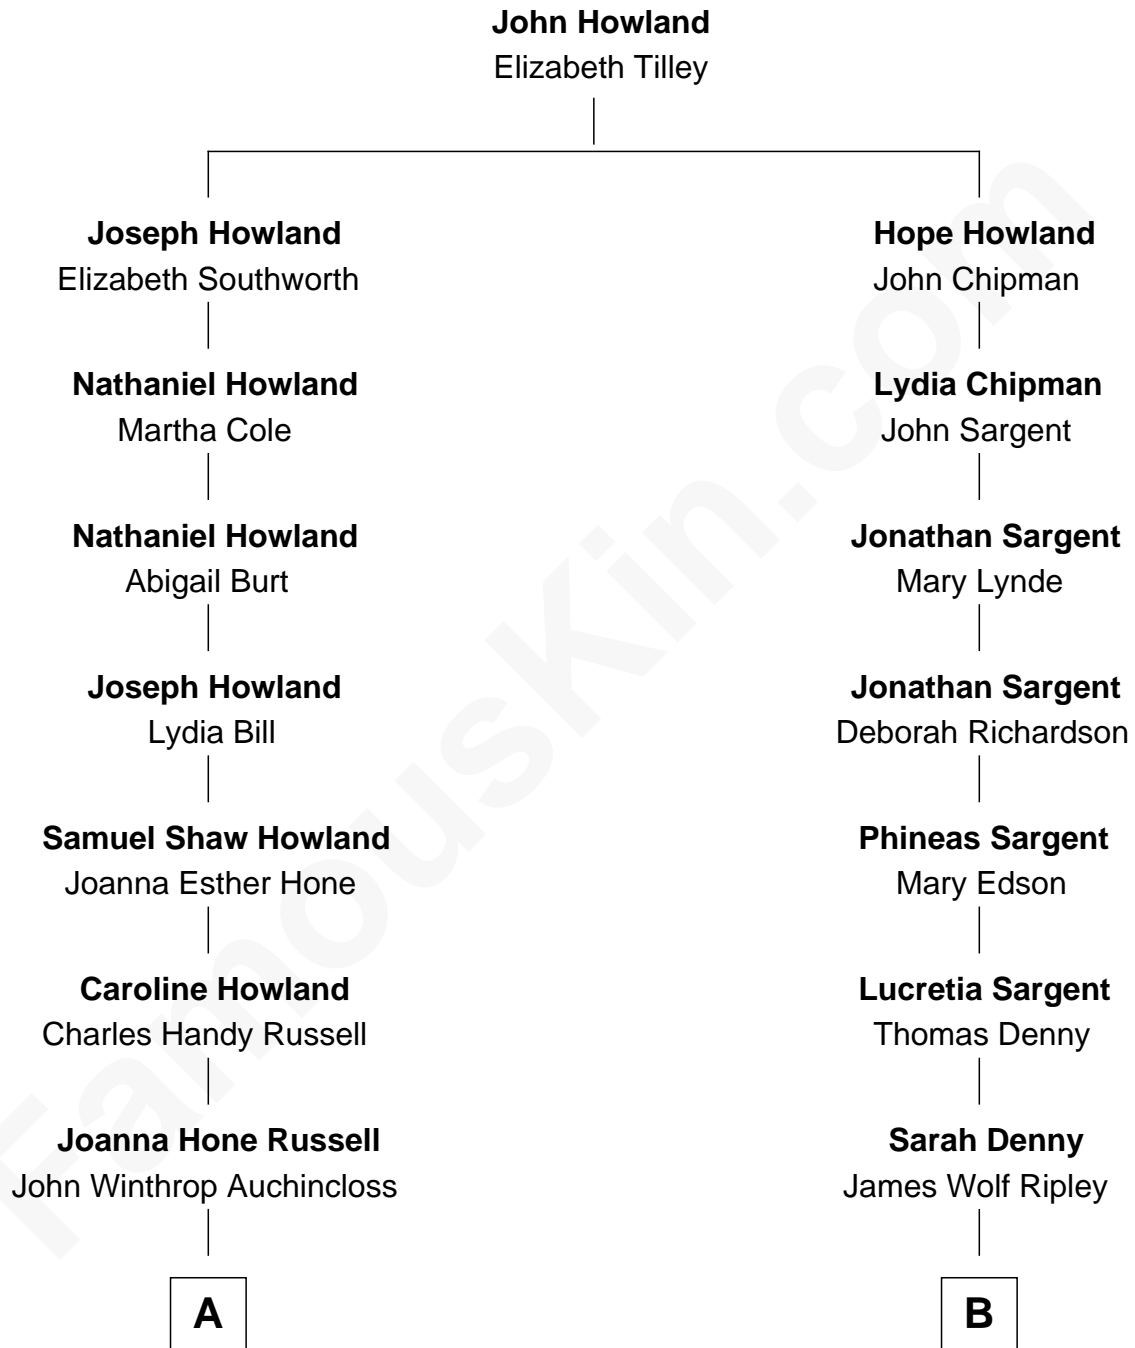 John Howland
Elizabeth Tilley
Joseph Howland
Elizabeth Southworth
Nathaniel Howland
Martha Cole
Nathaniel Howland
Abigail Burt
Joseph Howland
Lydia Bill
Samuel Shaw Howland
Joanna Esther Hone
Caroline Howland
Charles Handy Russell
Joanna Hone Russell
John Winthrop Auchincloss
A
Hope Howland
John Chipman
Lydia Chipman
John Sargent
Jonathan Sargent
Mary Lynde
Jonathan Sargent
Deborah Richardson
Phineas Sargent
Mary Edson
Lucretia Sargent
Thomas Denny
Sarah Denny
James Wolf Ripley
B
FamousKin.com